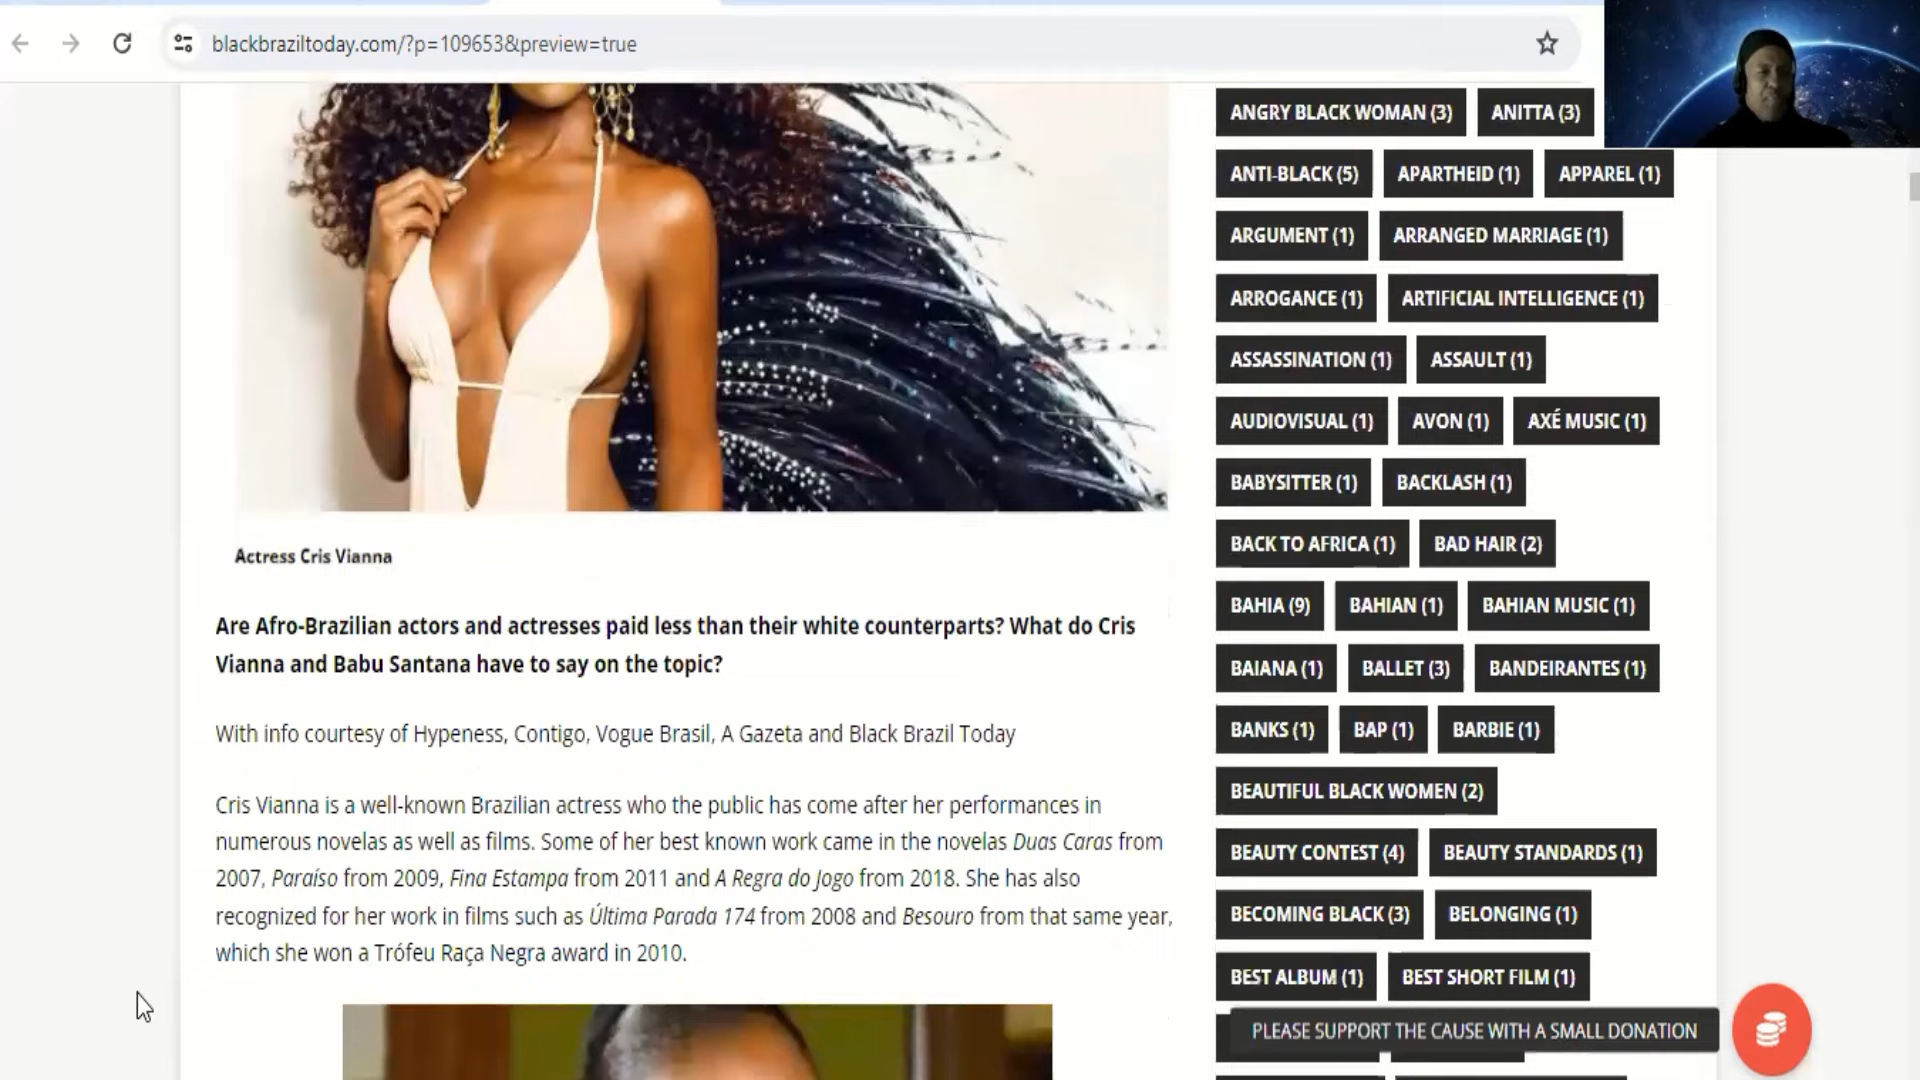 blackbraziltoday.com/?p=109653&preview=true
Actress Cris Vianna
Are Afro-Brazilian actors and actresses paid less than their white counterparts? What do Cris
Vianna and Babu Santana have to say on the topic?
With info courtesy of Hypeness, Contigo, Vogue Brasil, A Gazeta and Black Brazil Today
Cris Vianna is a well-known Brazilian actress who the public has come after her performances in
numerous novelas as well as films. Some of her best known work came in the novelas Duas Caras from
2007, Paraíso from 2009, Fina Estampa from 2011 and A Regra do Jogo from 2018. She has also
recognized for her work in films such as Última Parada 174 from 2008 and Besouro from that same year,
which she won a Trófeu Raça Negra award in 2010.
ANGRY BLACK WOMAN (3) ANITTA (3)
ANTI-BLACK (5) APARTHEID (1) APPAREL (1)
ARGUMENT (1) ARRANGED MARRIAGE (1)
ARROGANCE (1) ARTIFICIAL INTELLIGENCE (1)
ASSASSINATION (1) ASSAULT (1)
AUDIOVISUAL (1) AVON (1) AXÉ MUSIC (1)
BABYSITTER (1) BACKLASH (1)
BACK TO AFRICA (1) BAD HAIR (2)
BAHIA (9) BAHIAN (1) BAHIAN MUSIC (1)
BAIANA (1) BALLET (3) BANDEIRANTES (1)
BANKS (1) BAP (1) BARBIE (1)
BEAUTIFUL BLACK WOMEN (2)
BEAUTY CONTEST (4) BEAUTY STANDARDS (1)
BECOMING BLACK (3) BELONGING (1)
BEST ALBUM (1) BEST SHORT FILM (1)
PLEASE SUPPORT THE CAUSE WITH A SMALL DONATION